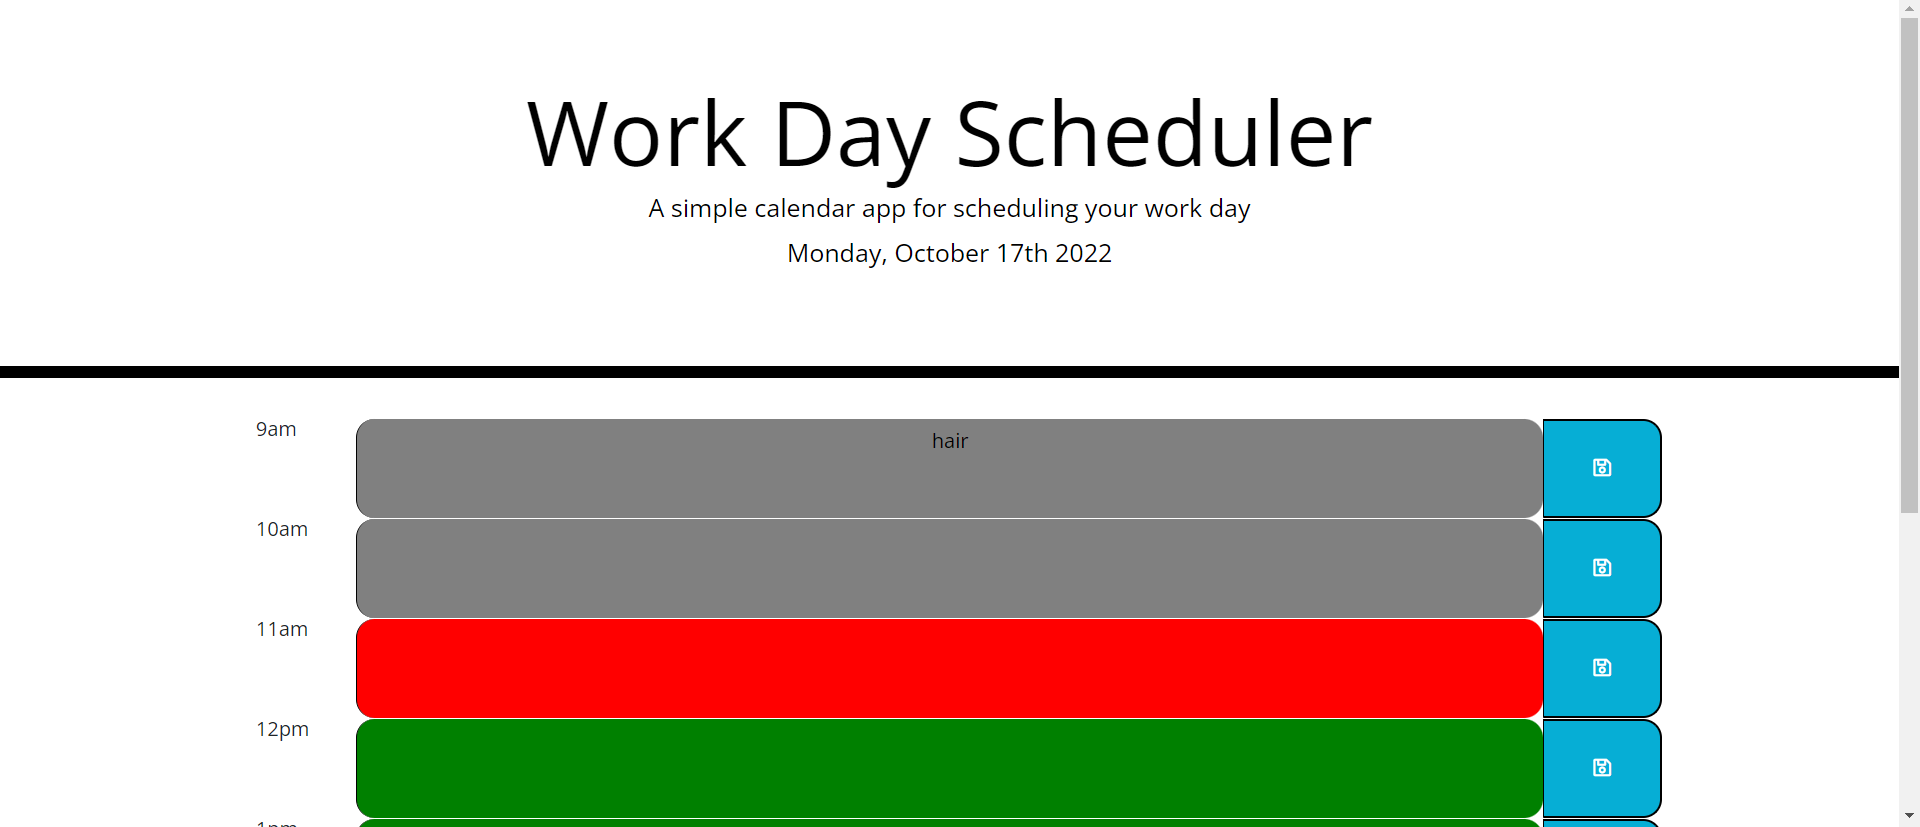 Work Day Scheduler
A simple calendar app for scheduling your work day
Monday, October 17th 2022
9am
hair
10am
11am
12pm
1pm